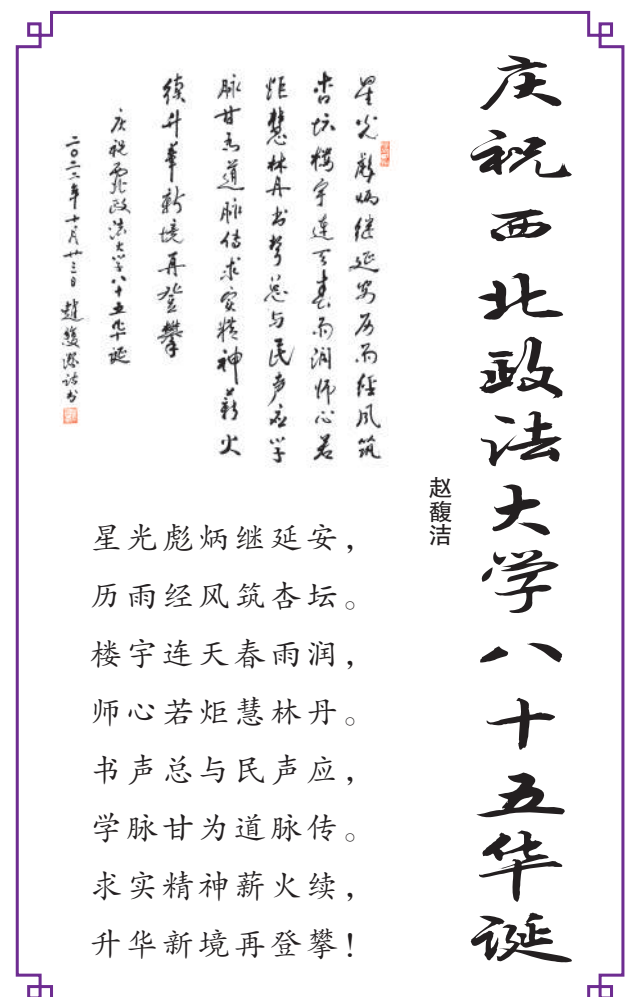 庆祝西北政法大学八十五华诞
赵馥洁
星光彪炳继延安历雨经风筑
杏坛楼宇连天春雨润师心若
炬慧林丹书声总与民声应学
脉甘为道脉传求实精神薪火
续升华新境再登攀
庆祝西北政法大学八十五华诞
二〇二二年十月廿三日 趙馥洁诗书
星光彪炳继延安，
历雨经风筑杏坛。
楼宇连天春雨润，
师心若炬慧林丹。
书声总与民声应，
学脉甘为道脉传。
求实精神薪火续，
升华新境再登攀！